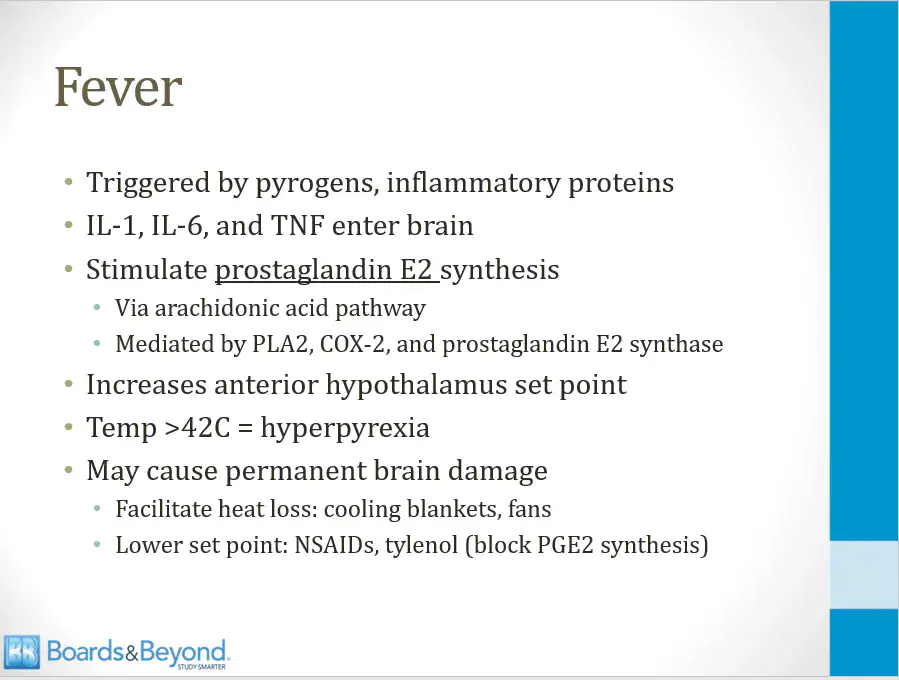 Fever
• Triggered by pyrogens, inflammatory proteins
• IL-1, IL-6, and TNF enter brain
• Stimulate prostaglandin E2 synthesis
• Via arachidonic acid pathway
• Mediated by PLA2, COX-2, and prostaglandin E2 synthase
• Increases anterior hypothalamus set point
• Temp >42C = hyperpyrexia
• May cause permanent brain damage
• Facilitate heat loss: cooling blankets, fans
• Lower set point: NSAIDs, tylenol (block PGE2 synthesis)
BB Boards&Beyond.
STUDY SMARTER